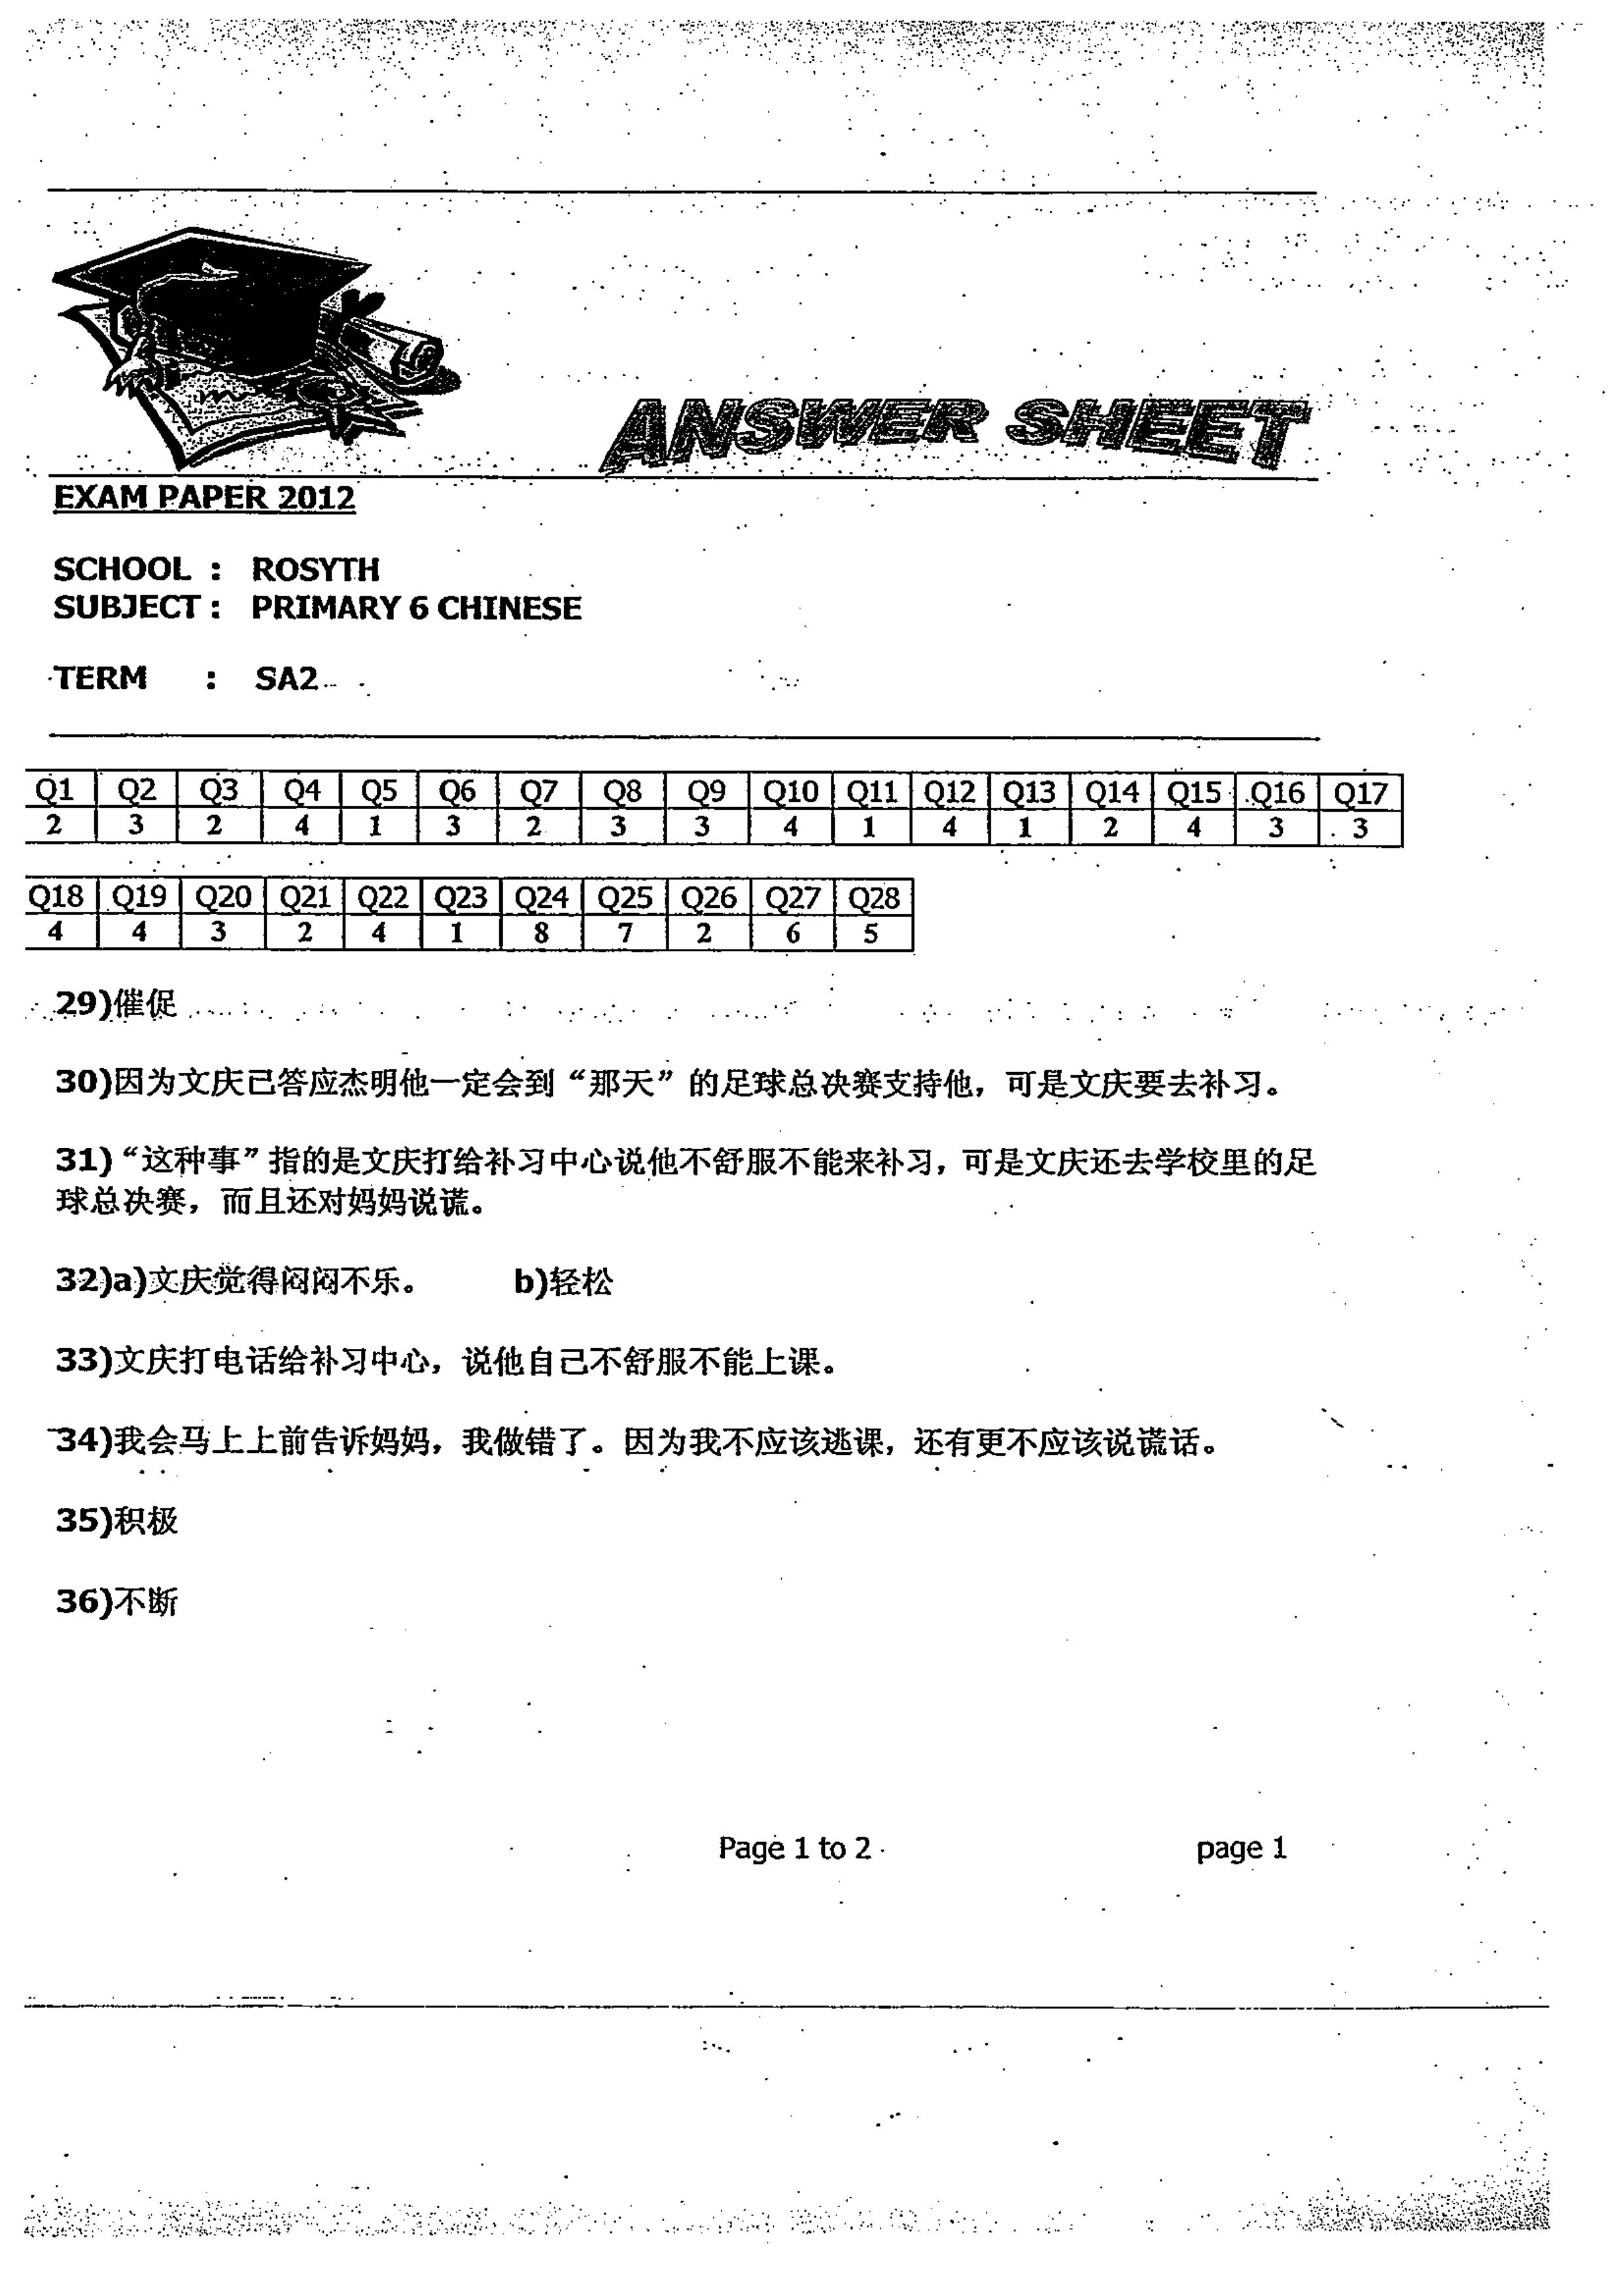 ANSWER SHEET
EXAM PAPER 2012
SCHOOL : ROSYTH
SUBJECT : PRIMARY 6 CHINESE
TERM : SA2
Q1 Q2 Q3 Q4 Q5 Q6 Q7 Q8 Q9 Q10 Q11 Q12 Q13 Q14 Q15 Q16 Q17
2 3 2 4 1 3 2 3 3 4 1 4 1 2 4 3 3
Q18 Q19 Q20 Q21 Q22 Q23 Q24 Q25 Q26 Q27 Q28
4 4 3 2 4 1 8 7 2 6 5
29)催促
30)因为文庆已答应杰明他一定会到“那天”的足球总决赛支持他，可是文庆要去补习。
31)“这种事”指的是文庆打给补习中心说他不舒服不能来补习，可是文庆还去学校里的足
球总决赛，而且还对妈妈说谎。
32)a)文庆觉得闷闷不乐。 b)轻松
33)文庆打电话给补习中心，说他自己不舒服不能上课。
34)我会马上上前告诉妈妈，我做错了。因为我不应该逃课，还有更不应该说谎话。
35)积极
36)不断
Page 1 to 2 page 1